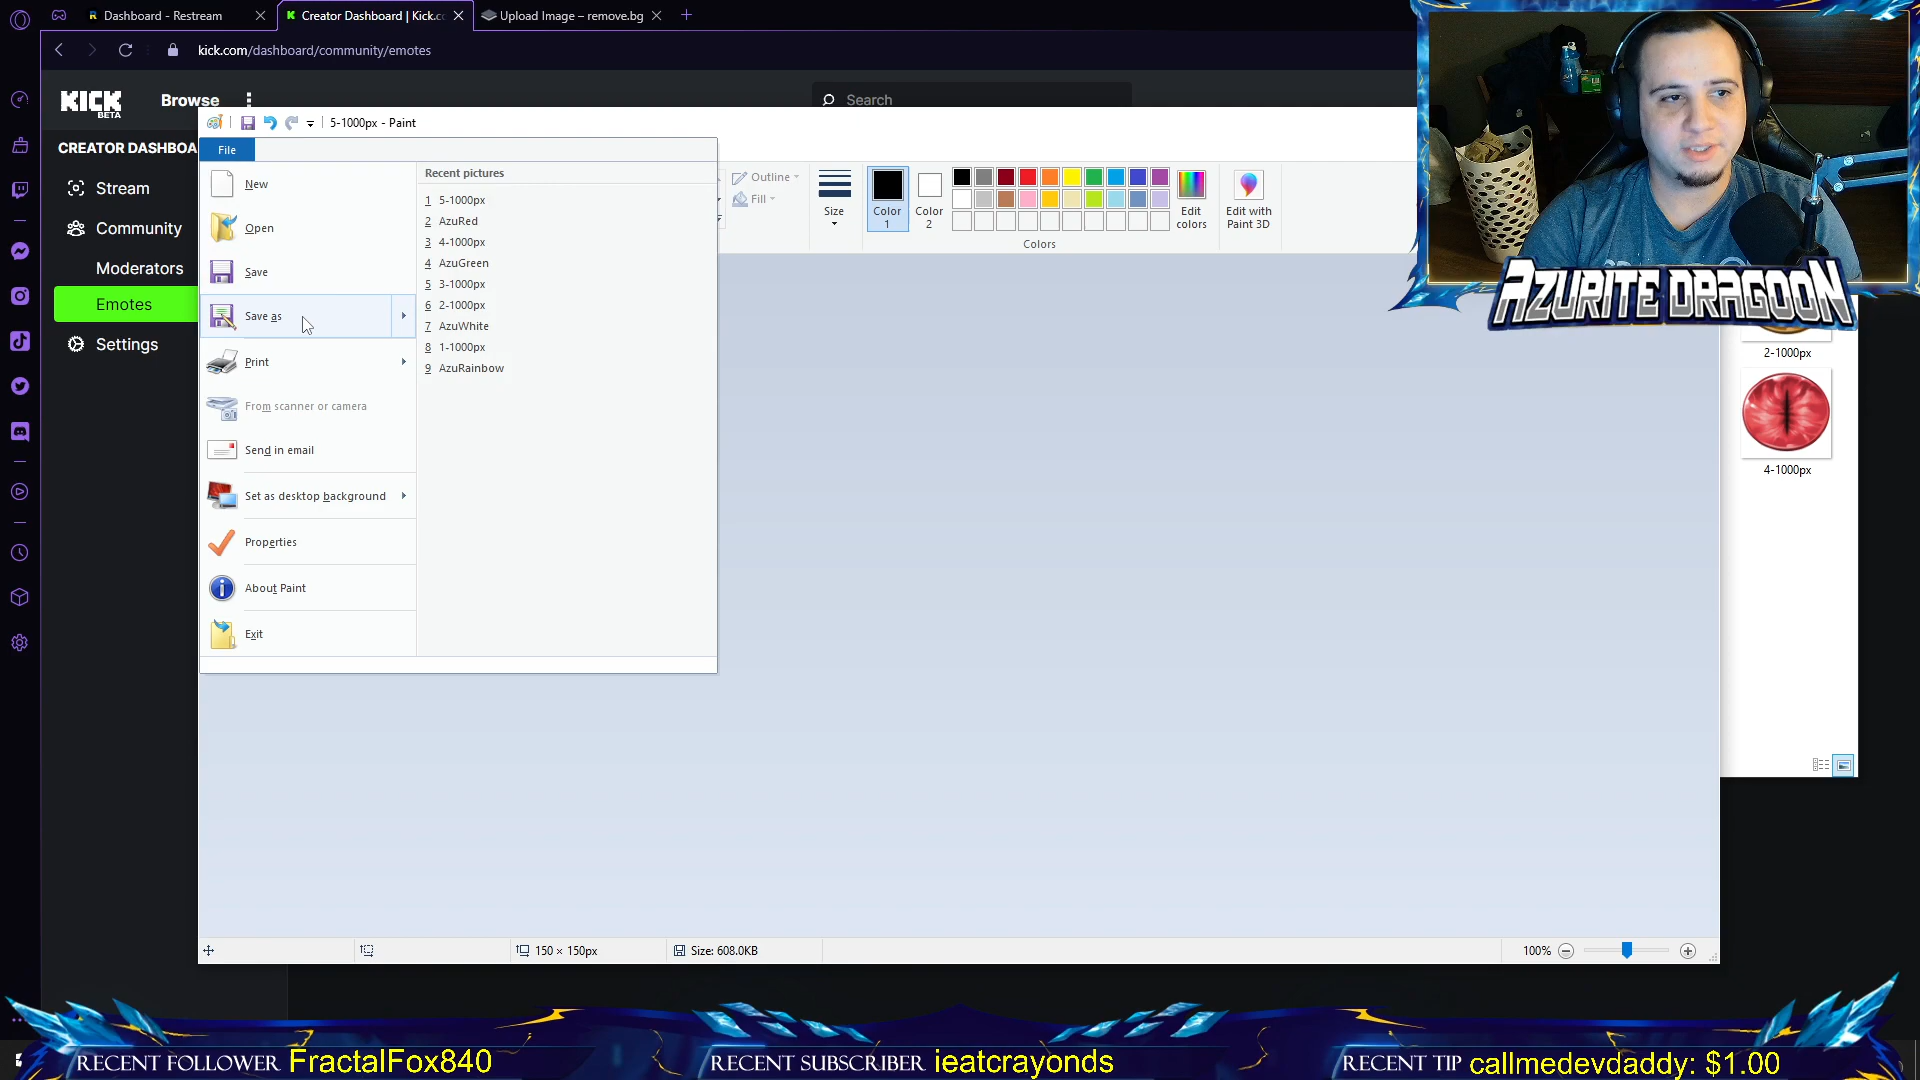 Dashboard - Restream
Creator Dashboard | Kick.c
Upload Image – remove.bg
kick.com/dashboard/community/emotes
KICK
BETA
Browse
Search
CREATOR DASHBOA
Stream
Community
Moderators
Emotes
Settings
5-1000px - Paint
File
New
Open
Save
Save as
Print
From scanner or camera
Send in email
Set as desktop background
Properties
About Paint
Exit
Recent pictures
1 5-1000px
2 AzuRed
3 4-1000px
4 AzuGreen
5 3-1000px
6 2-1000px
7 AzuWhite
8 1-1000px
9 AzuRainbow
Outline
Fill
Size
Color
1
Color
2
Edit
colors
Edit with
Paint 3D
Colors
AZURITE DRAGOON
2-1000px
4-1000px
150 × 150px
Size: 608.0KB
100%
RECENT FOLLOWER FractalFox840
RECENT SUBSCRIBER ieatcrayonds
RECENT TIP callmedevdaddy: $1.00